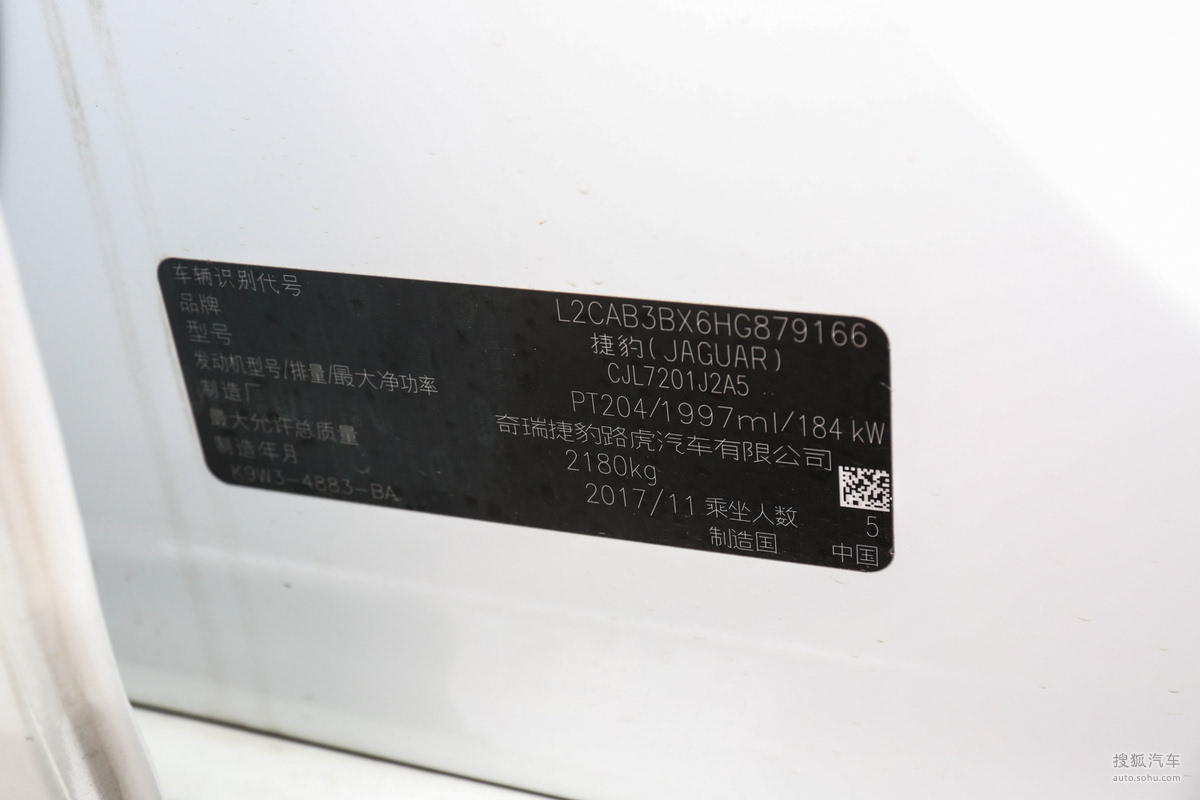 车辆识别代号 L2CAB3BX6HG879166
品牌 捷豹(JAGUAR)
型号 CJL7201J2A5
发动机型号/排量/最大净功率 PT204/1997ml/184kW
制造厂 奇瑞捷豹路虎汽车有限公司
最大允许总质量 2180kg
制造年月 2017/11 乘坐人数 5
K9W3-4883-BA 制造国 中国
搜狐汽车
auto.sohu.com